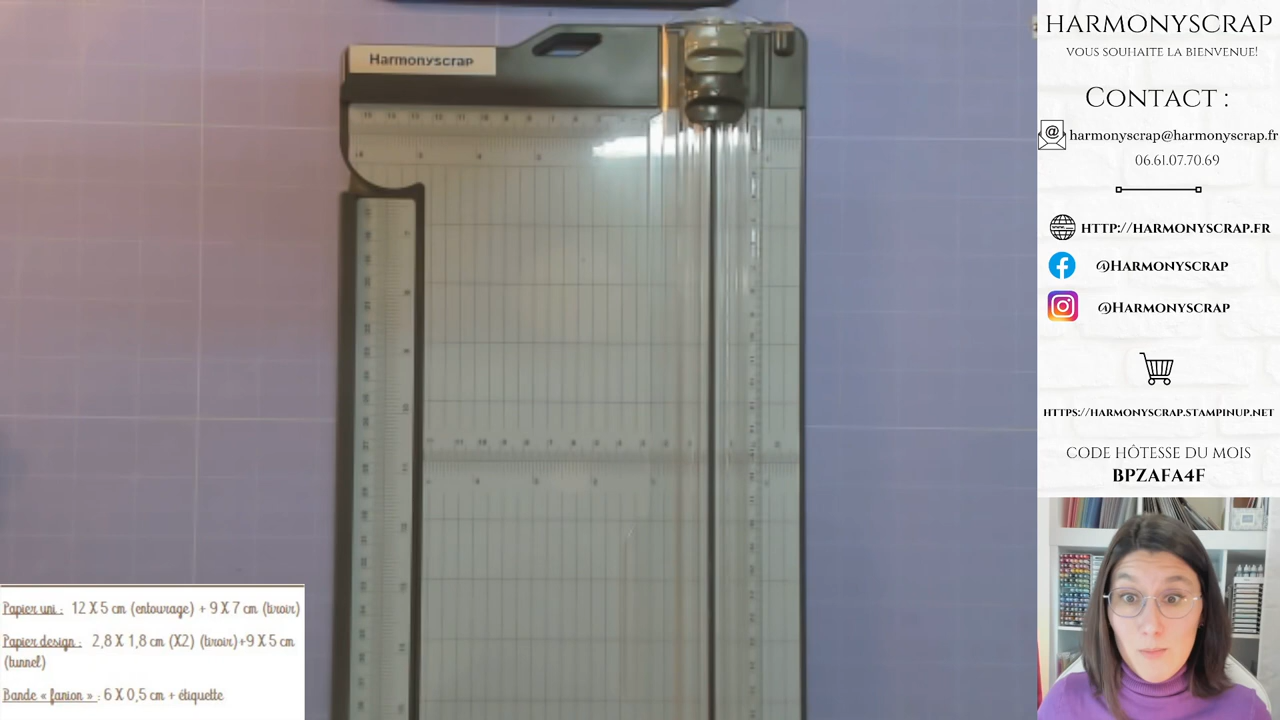 Harmonyscrap
HARMONYSCRAP
VOUS SOUHAITE LA BIENVENUE!
CONTACT :
harmonyscrap@harmonyscrap.fr
06.61.07.70.69
HTTP://HARMONYSCRAP.FR
@HARMONYSCRAP
@HARMONYSCRAP
HTTPS://HARMONYSCRAP.STAMPINUP.NET
CODE HÔTESSE DU MOIS
BPZAFA4F
Papier uni : 12 X 5 cm (entourage) + 9 X 7 cm (tiroir)
Papier design : 2,8 X 1,8 cm (X2) (tiroir)+9 X 5 cm
(tunnel)
Bande « fanion » : 6 X 0,5 cm + étiquette